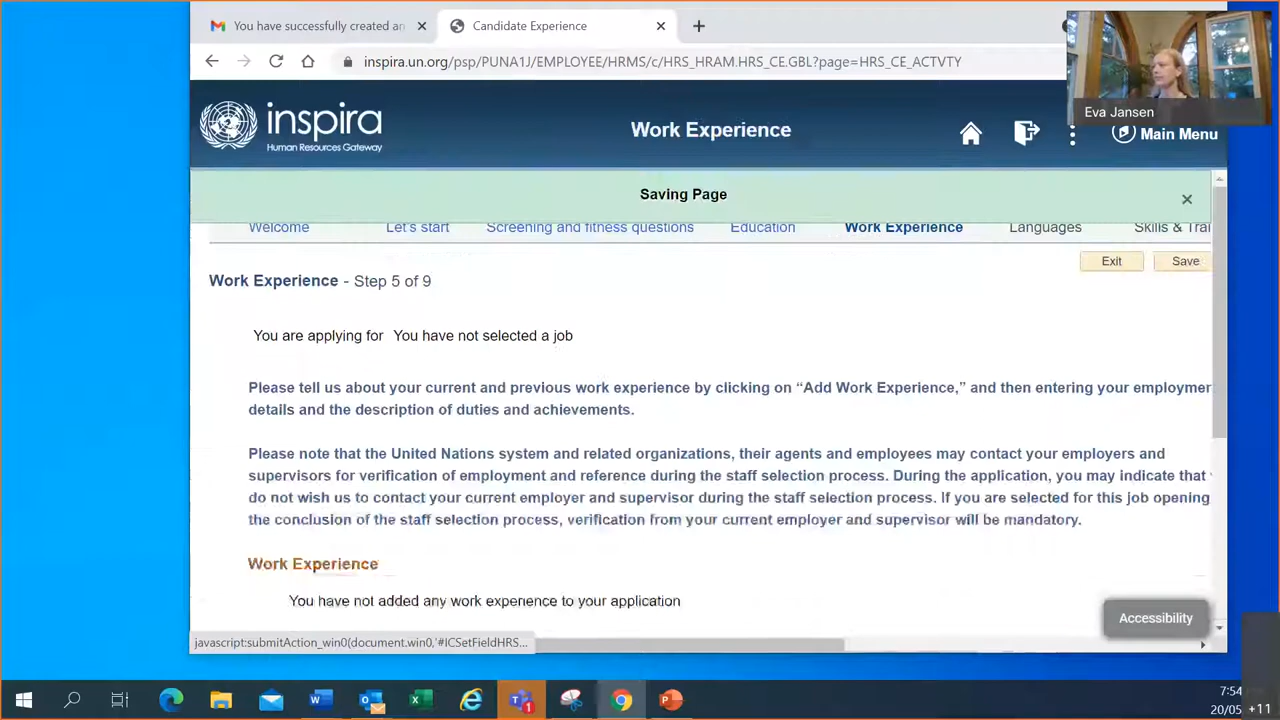 You have successfully created an
Candidate Experience
inspira.un.org/psp/PUNA1J/EMPLOYEE/HRMS/c/HRS_HRAM.HRS_CE.GBL?page=HRS_CE_ACTVTY
Eva Jansen
inspira
Human Resources Gateway
Work Experience
Main Menu
Saving Page
Welcome
Let's start
Screening and fitness questions
Education
Work Experience
Languages
Skills & Trai
Exit
Save
Work Experience - Step 5 of 9
You are applying for You have not selected a job
Please tell us about your current and previous work experience by clicking on “Add Work Experience,” and then entering your employmen
details and the description of duties and achievements.
Please note that the United Nations system and related organizations, their agents and employees may contact your employers and
supervisors for verification of employment and reference during the staff selection process. During the application, you may indicate that
do not wish us to contact your current employer and supervisor during the staff selection process. If you are selected for this job opening
the conclusion of the staff selection process, verification from your current employer and supervisor will be mandatory.
Work Experience
You have not added any work experience to your application
Accessibility
javascript:submitAction_win0(document.win0,'#ICSetFieldHRS...
7:54
20/05
+11